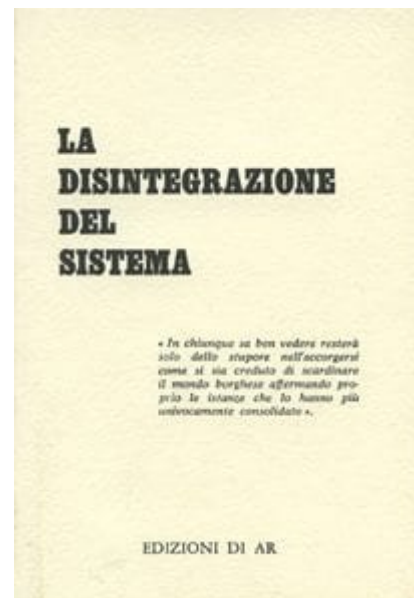 LA
DISINTEGRAZIONE
DEL
SISTEMA
« In chiunque sa ben vedere resterà
solo dello stupore nell'accorgersi
come si sia creduto di scardinare
il mondo borghese affermando pro-
prio le istanze che lo hanno più
univocamente consolidato ».
EDIZIONI DI AR